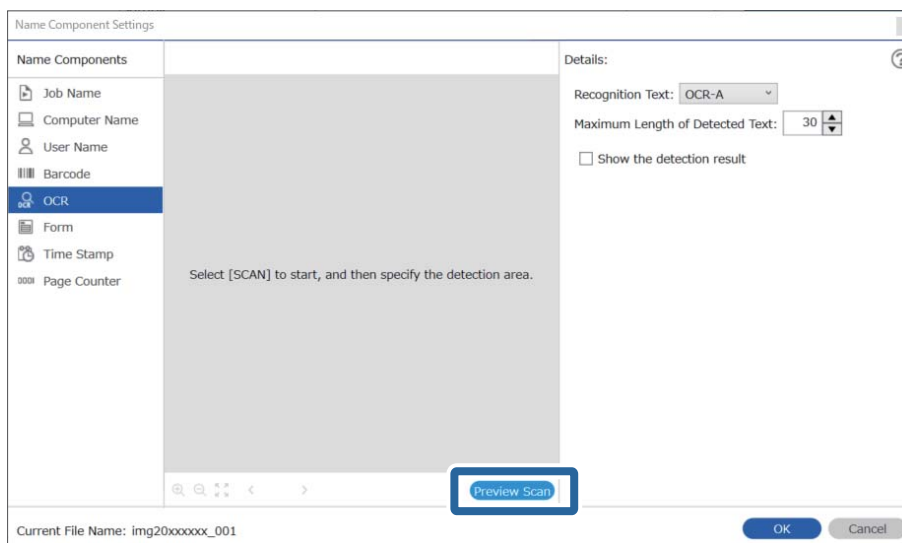 Name Component Settings
Name Components
Details:
Job Name
Computer Name
User Name
Barcode
OCR
OCR
Form
Time Stamp
Page Counter
Recognition Text: OCR-A
Maximum Length of Detected Text: 30
Show the detection result
Select [SCAN] to start, and then specify the detection area.
Preview Scan
Current File Name: img20xxxxxx_001
OK
Cancel